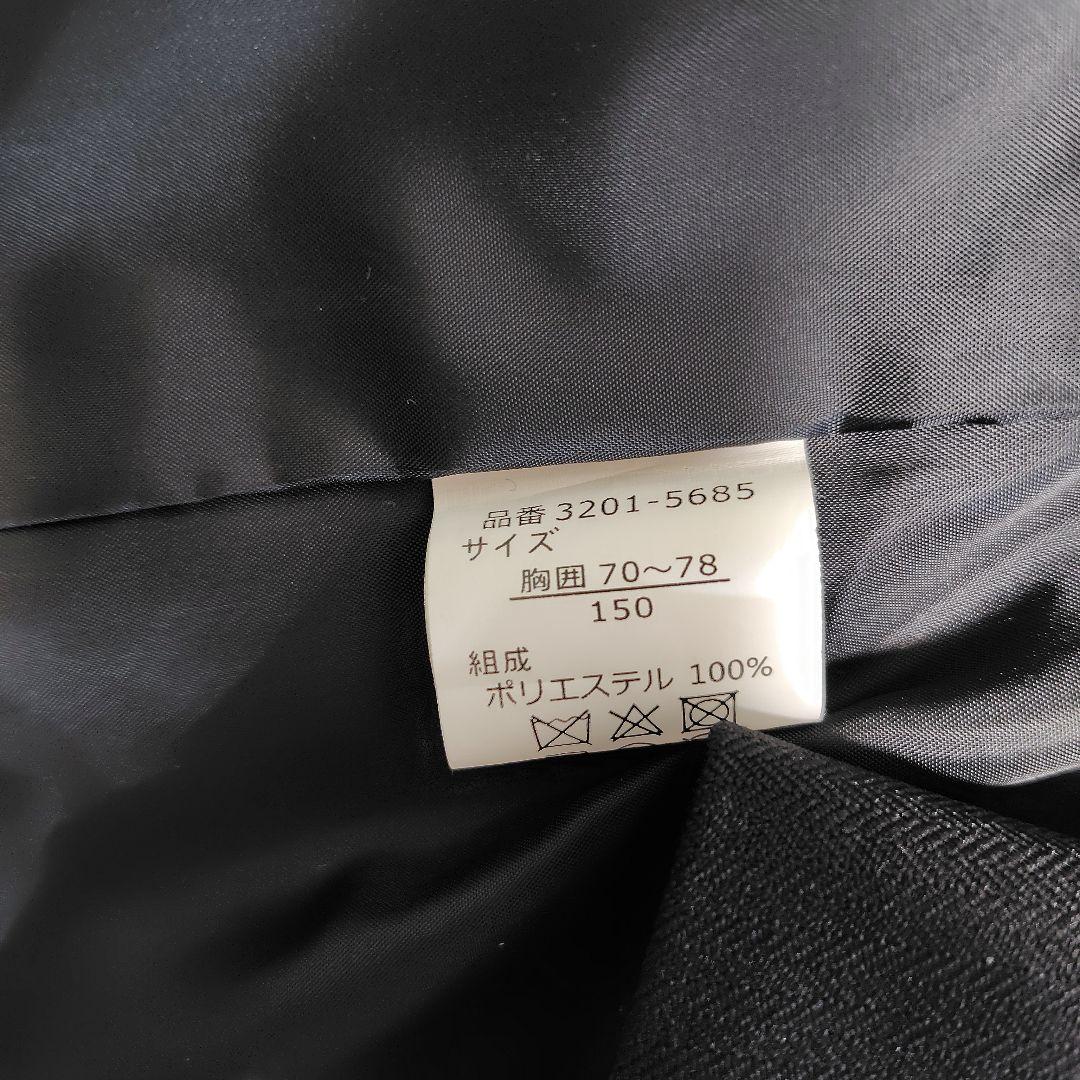 品番 3201-5685
サイズ
胸囲 70～78
150
組成
ポリエステル 100%